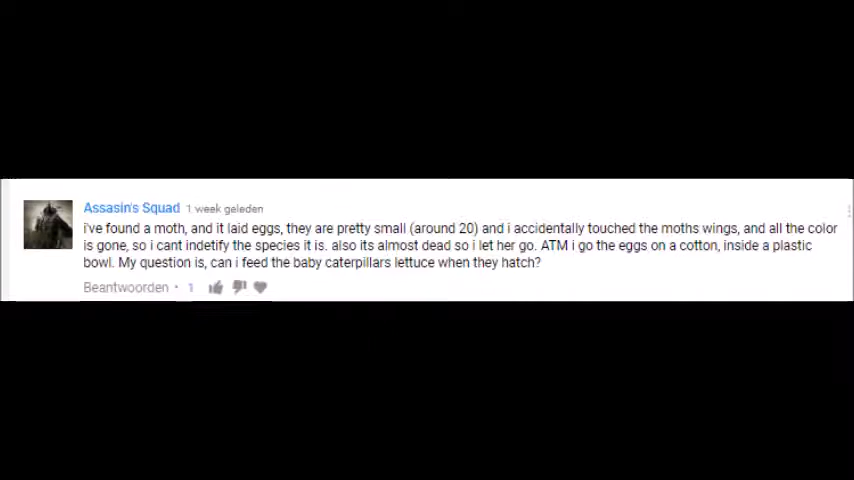 Assasin's Squad 1 week geleden
i've found a moth, and it laid eggs, they are pretty small (around 20) and i accidentally touched the moths wings, and all the color
is gone, so i cant indetify the species it is. also its almost dead so i let her go. ATM i go the eggs on a cotton, inside a plastic
bowl. My question is, can i feed the baby caterpillars lettuce when they hatch?
Beantwoorden • 1